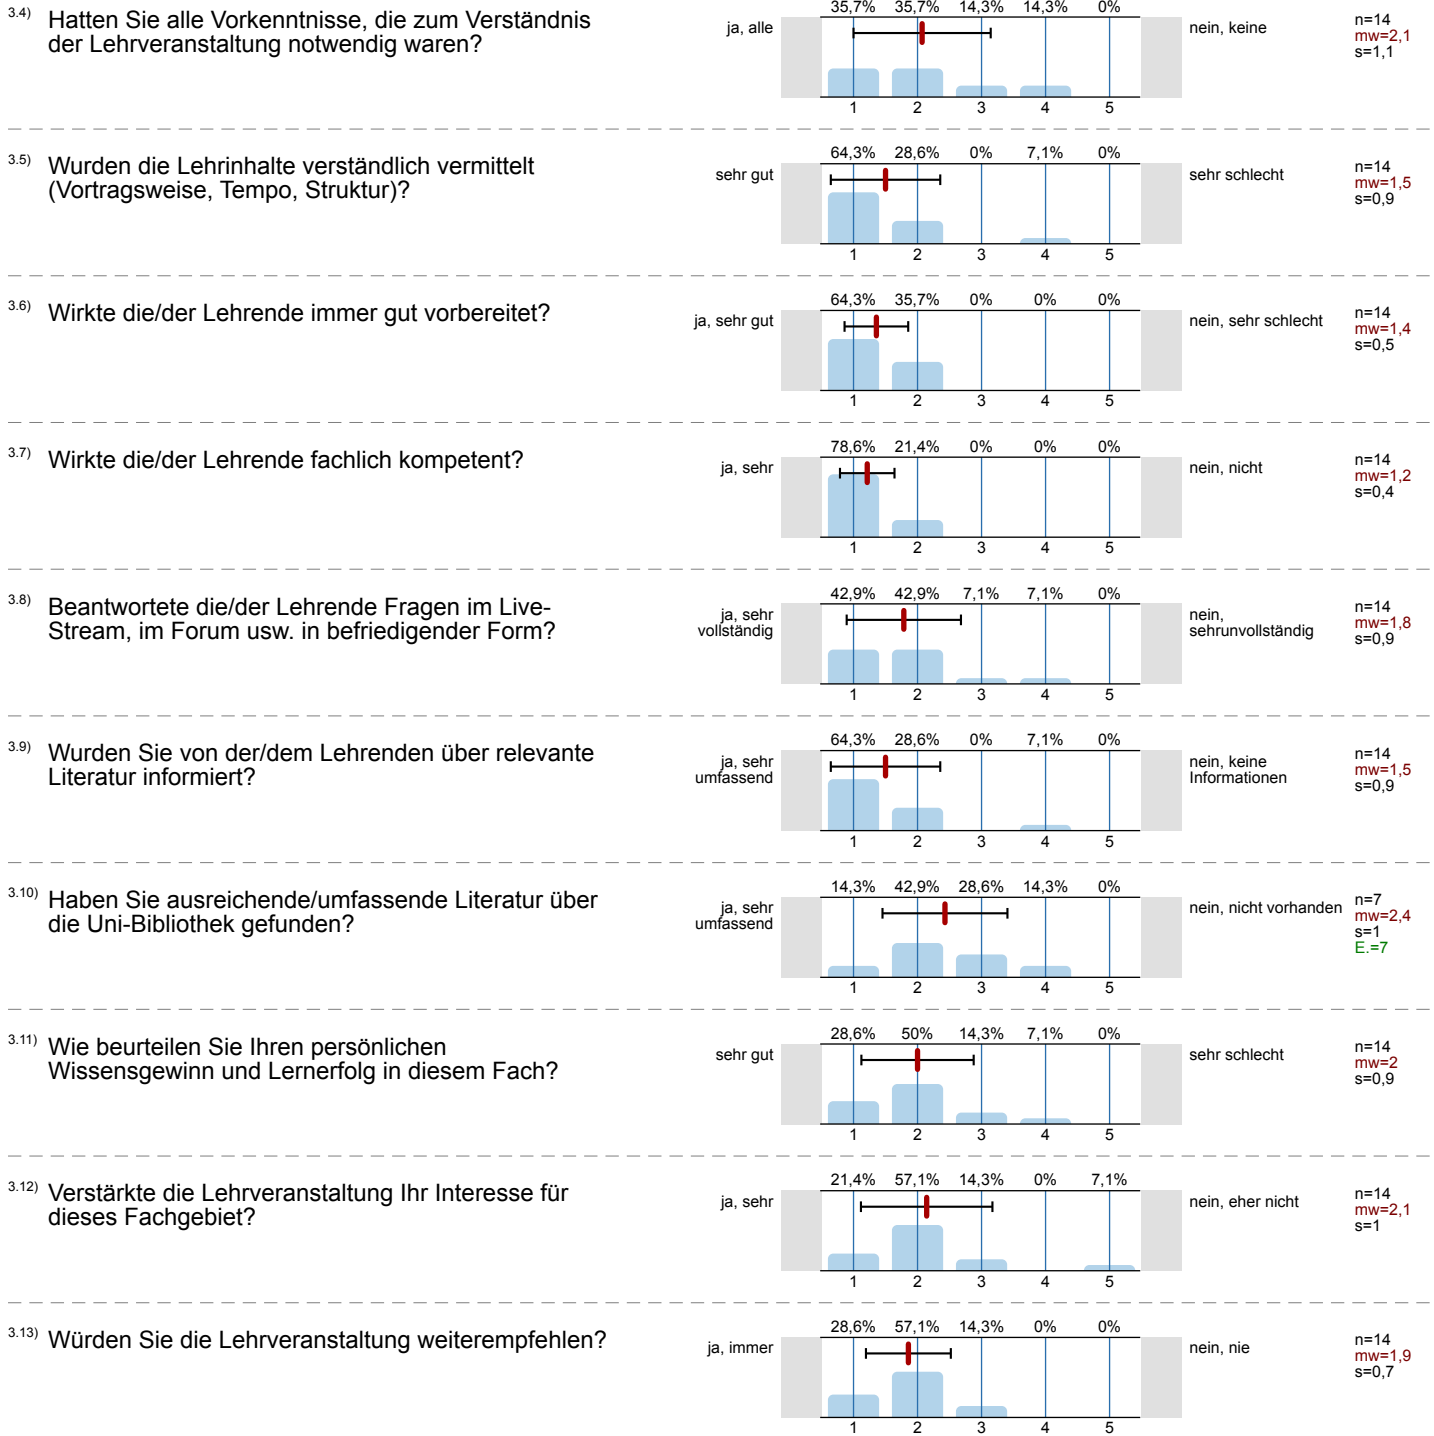 3.4) Hatten Sie alle Vorkenntnisse, die zum Verständnis
der Lehrveranstaltung notwendig waren?
35,7% 35,7% 14,3% 14,3% 0%
ja, alle
nein, keine
n=14
mw=2,1
s=1,1
1 2 3 4 5
3.5) Wurden die Lehrinhalte verständlich vermittelt
(Vortragsweise, Tempo, Struktur)?
64,3% 28,6% 0% 7,1% 0%
sehr gut
sehr schlecht
n=14
mw=1,5
s=0,9
1 2 3 4 5
3.6) Wirkte die/der Lehrende immer gut vorbereitet?
64,3% 35,7% 0% 0% 0%
ja, sehr gut
nein, sehr schlecht
n=14
mw=1,4
s=0,5
1 2 3 4 5
3.7) Wirkte die/der Lehrende fachlich kompetent?
78,6% 21,4% 0% 0% 0%
ja, sehr
nein, nicht
n=14
mw=1,2
s=0,4
1 2 3 4 5
3.8) Beantwortete die/der Lehrende Fragen im Live-
Stream, im Forum usw. in befriedigender Form?
42,9% 42,9% 7,1% 7,1% 0%
ja, sehr
vollständig
nein,
sehrunvollständig
n=14
mw=1,8
s=0,9
1 2 3 4 5
3.9) Wurden Sie von der/dem Lehrenden über relevante
Literatur informiert?
64,3% 28,6% 0% 7,1% 0%
ja, sehr
umfassend
nein, keine
Informationen
n=14
mw=1,5
s=0,9
1 2 3 4 5
3.10) Haben Sie ausreichende/umfassende Literatur über
die Uni-Bibliothek gefunden?
14,3% 42,9% 28,6% 14,3% 0%
ja, sehr
umfassend
nein, nicht vorhanden
n=7
mw=2,4
s=1
E.=7
1 2 3 4 5
3.11) Wie beurteilen Sie Ihren persönlichen
Wissensgewinn und Lernerfolg in diesem Fach?
28,6% 50% 14,3% 7,1% 0%
sehr gut
sehr schlecht
n=14
mw=2
s=0,9
1 2 3 4 5
3.12) Verstärkte die Lehrveranstaltung Ihr Interesse für
dieses Fachgebiet?
21,4% 57,1% 14,3% 0% 7,1%
ja, sehr
nein, eher nicht
n=14
mw=2,1
s=1
1 2 3 4 5
3.13) Würden Sie die Lehrveranstaltung weiterempfehlen?
28,6% 57,1% 14,3% 0% 0%
ja, immer
nein, nie
n=14
mw=1,9
s=0,7
1 2 3 4 5